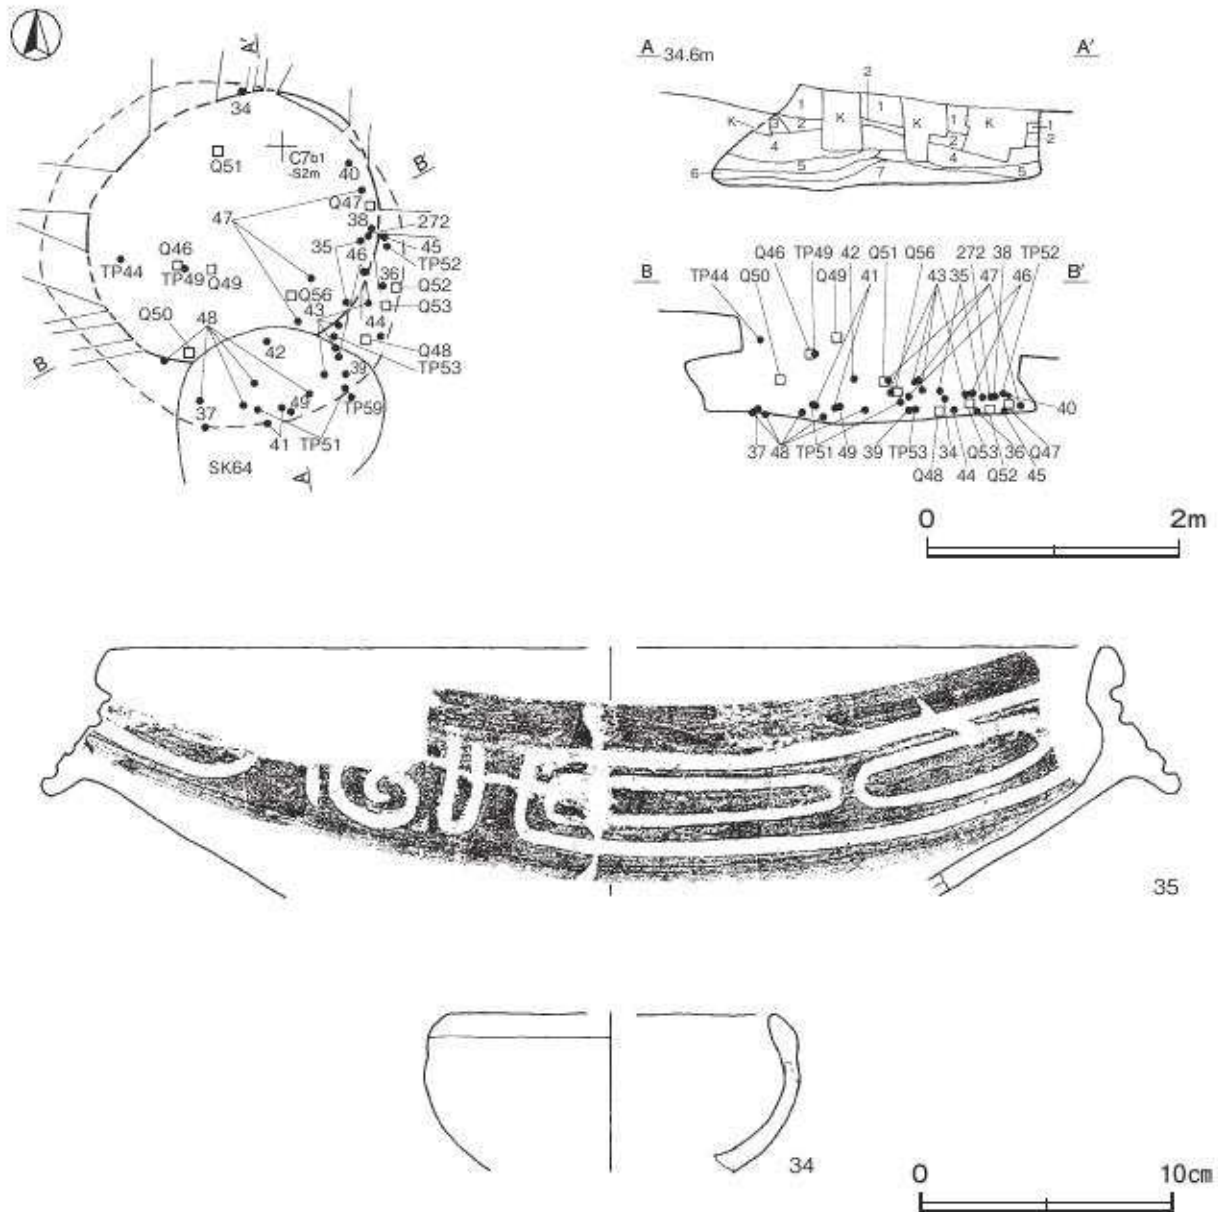 A'
34
C7b1
-S2m
Q51
40
B'
Q47
47
38
272
35
45
46
TP52
Q46
TP44
TP49
Q49
36
Q52
Q56
Q53
43
44
Q50
48
42
Q48
TP53
B
39
49
TP59
37
41
TP51
SK64
A
A 34.6m A'
2
1 1 1
K 3 2 K K 2 K 1
2
4 4
5 5
6 7
B B'
Q46 TP49 42 Q51 Q56 272 38 TP52
TP44 Q50 Q49 41 43 35 47 46
40
37 48 TP51 49 39 TP53 34 Q53 36 Q47
Q48 44 Q52 45
0 2m
35
34
0 10cm